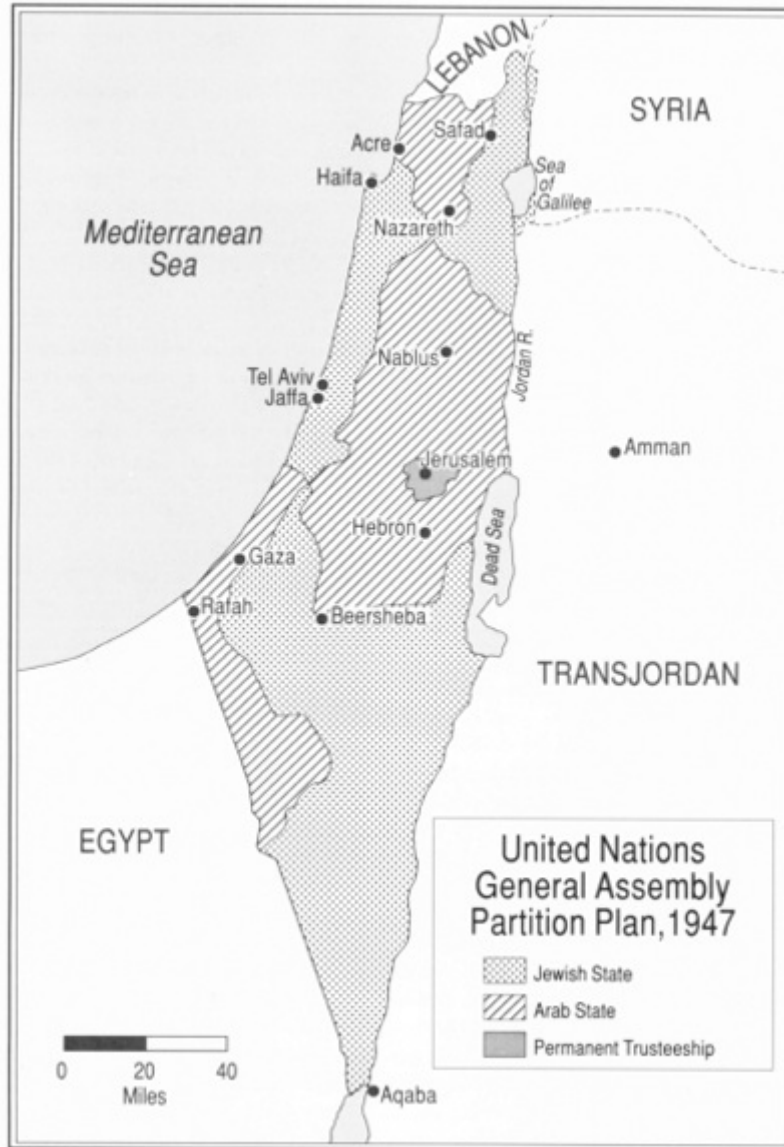 LEBANON
SYRIA
Safad
Acre
Haifa
Sea
of
Galilee
Nazareth
Mediterranean
Sea
Nablus
Jordan R.
Tel Aviv
Jaffa
Amman
Jerusalem
Hebron
Dead Sea
Gaza
Rafah
Beersheba
TRANSJORDAN
EGYPT
United Nations
General Assembly
Partition Plan,1947
Jewish State
Arab State
Permanent Trusteeship
0 20 40
Miles
Aqaba